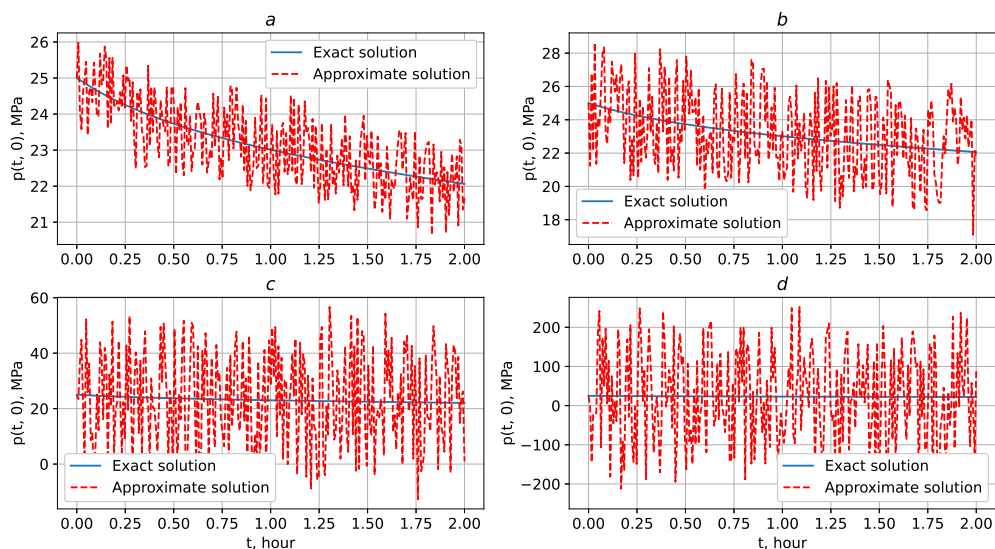 a
26
25
24
23
22
21
p(t, 0), MPa
Exact solution
Approximate solution
0.00 0.25 0.50 0.75 1.00 1.25 1.50 1.75 2.00
b
28
26
24
22
20
18
p(t, 0), MPa
Exact solution
Approximate solution
0.00 0.25 0.50 0.75 1.00 1.25 1.50 1.75 2.00
c
60
40
20
0
p(t, 0), MPa
Exact solution
Approximate solution
0.00 0.25 0.50 0.75 1.00 1.25 1.50 1.75 2.00
t, hour
d
200
100
0
−100
−200
p(t, 0), MPa
Exact solution
Approximate solution
0.00 0.25 0.50 0.75 1.00 1.25 1.50 1.75 2.00
t, hour